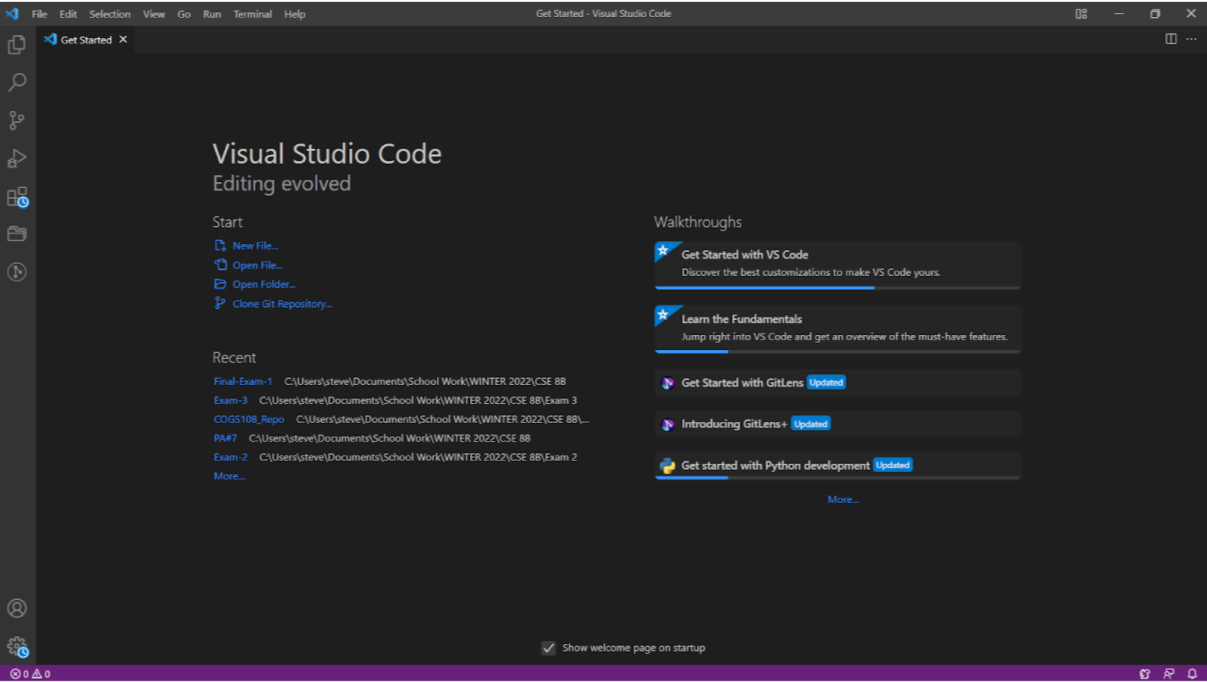 File Edit Selection View Go Run Terminal Help
Get Started - Visual Studio Code
Get Started
Visual Studio Code
Editing evolved
Start
New File...
Open File...
Open Folder...
Clone Git Repository...
Recent
Final-Exam-1 C:\Users\steve\Documents\School Work\WINTER 2022\CSE 8B
Exam-3 C:\Users\steve\Documents\School Work\WINTER 2022\CSE 8B\Exam 3
COGS108_Repo C:\Users\steve\Documents\School Work\WINTER 2022\CSE 8B\...
PA#7 C:\Users\steve\Documents\School Work\WINTER 2022\CSE 8B
Exam-2 C:\Users\steve\Documents\School Work\WINTER 2022\CSE 8B\Exam 2
More...
Walkthroughs
Get Started with VS Code
Discover the best customizations to make VS Code yours.
Learn the Fundamentals
Jump right into VS Code and get an overview of the must-have features.
Get Started with GitLens Updated
Introducing GitLens+ Updated
Get started with Python development Updated
More...
Show welcome page on startup
0 0